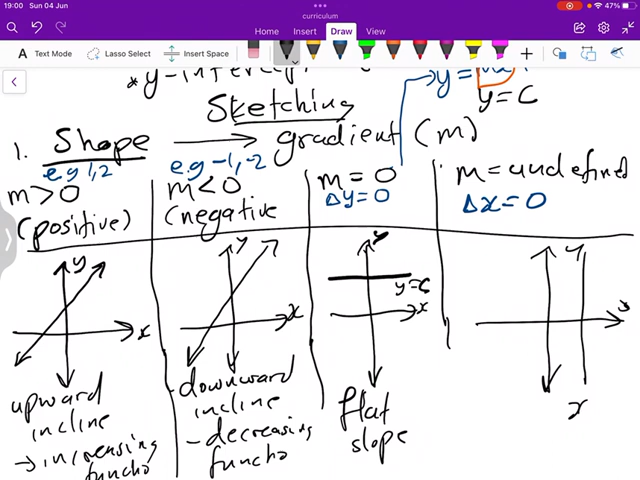 19:00 Sun 04 Jun
47%
curriculum
Home Insert Draw View
Text Mode
Lasso Select
Insert Space
* y-intercept
y = mx
Sketching
y = C
1. Shape → gradient (m)
e.g 1, 2
m > 0
(positive)
y
x
upward
incline
→ increasing
functio
e.g -1, -2
m < 0
(negative
y
x
- downward
incline
- decreasing
functio
m = 0
Δy = 0
y
y = C
x
flat
slope
m = undefined
Δx = 0
y
x
x